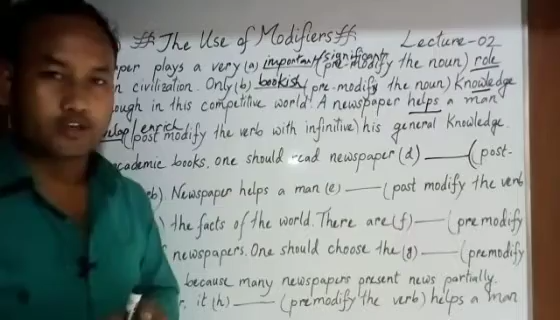 The Use of Modifiers Lecture-02
per plays a very (a) important/significant (pre-modify the noun) role
n civilization. Only (b) bookish (pre-modify the noun) Knowledge
ough in this competitive world. A newspaper helps a man
enrich (post modify the verb with infinitive) his general Knowledge.
academic books, one should read newspaper (d) ——— (post-
rb). Newspaper helps a man (e) ——— (post modify the verb
) the facts of the world. There are (f) ——— (premodify
newspapers. One should choose the (g) ——— (premodify
because many newspapers present news partially.
r, it (h) ——— (premodify the verb) helps a man